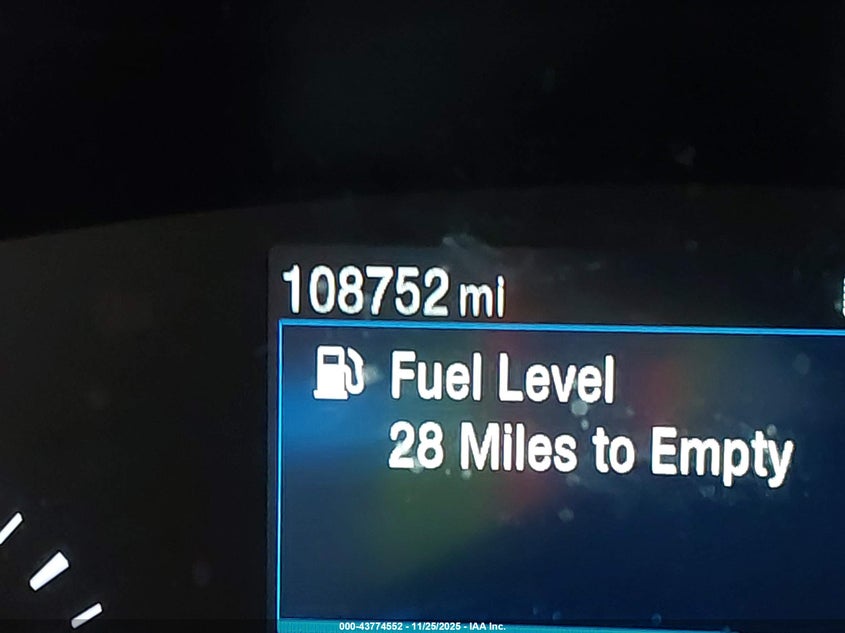 108752 mi
Fuel Level
28 Miles to Empty
000-43774552 - 11/25/2025 - IAA Inc.